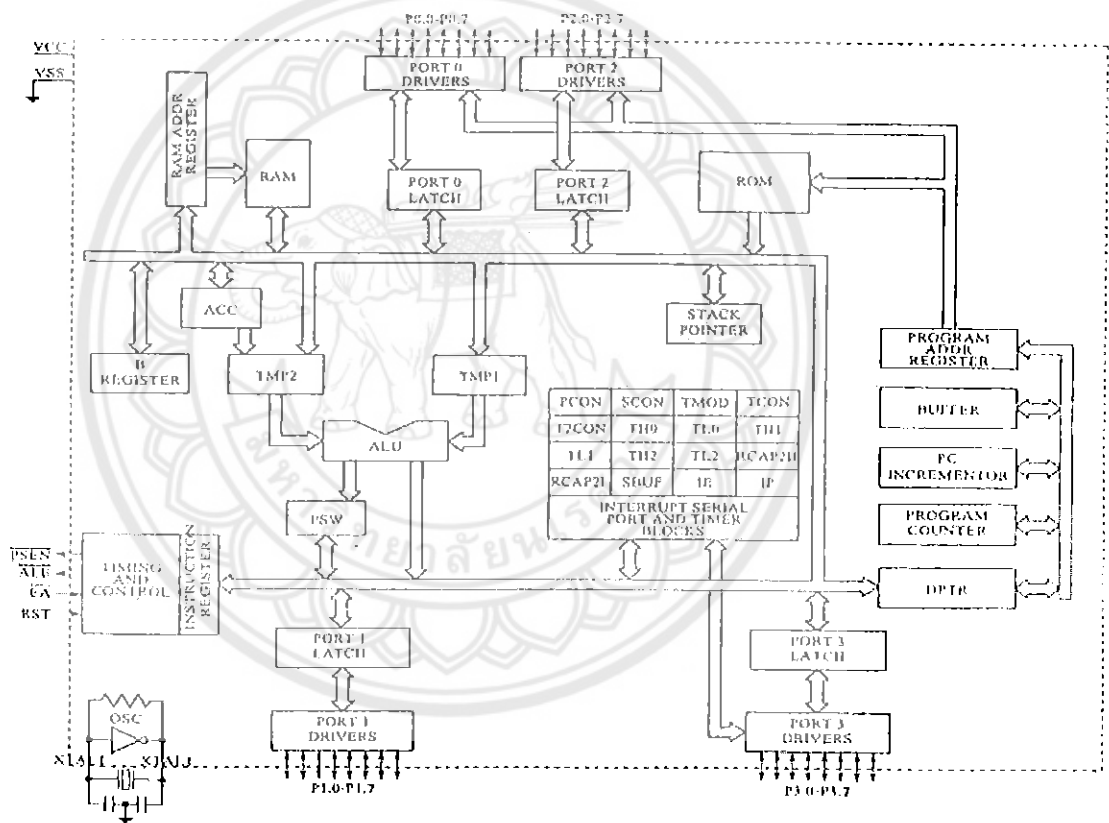 P0.0-P0.7
P2.0-P2.7
VCC
VSS
PORT 0
DRIVERS
PORT 2
DRIVERS
RAM ADDR
REGISTER
RAM
PORT 0
LATCH
PORT 2
LATCH
ROM
ACC
STACK
POINTER
B
REGISTER
TMP2
TMP1
PROGRAM
ADDR
REGISTER
PCON SCON TMOD TCON
T2CON TH0 TL0 TH1
TL1 TH2 TL2 RCAP2H
RCAP2L SBUF IE IP
INTERRUPT SERIAL
PORT AND TIMER
BLOCKS
BUFFER
ALU
PC
INCREMENTOR
PSW
PROGRAM
COUNTER
PSEN
ALU
EA
RST
TIMING
AND
CONTROL
INSTRUCTION
REGISTER
DPTR
PORT 1
LATCH
PORT 3
LATCH
OSC
PORT 1
DRIVERS
PORT 3
DRIVERS
XTAL1
P1.0-P1.7
P3.0-P3.7